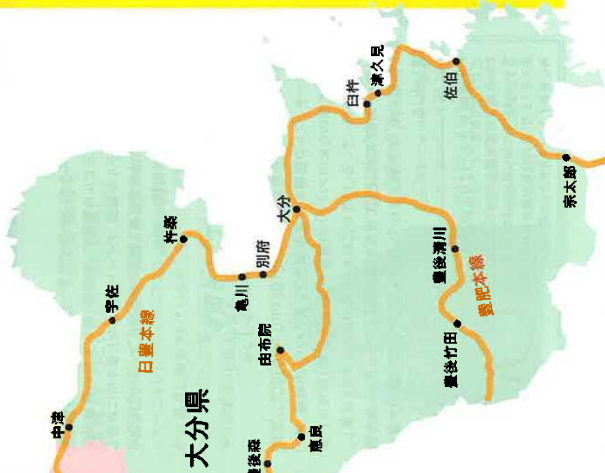 中津
宇佐
日豊本線
杵築
亀川
別府
大分
臼杵
津久見
佐伯
宗太郎
大分県
由布院
恵良
豊後森
豊後清川
豊肥本線
豊後竹田